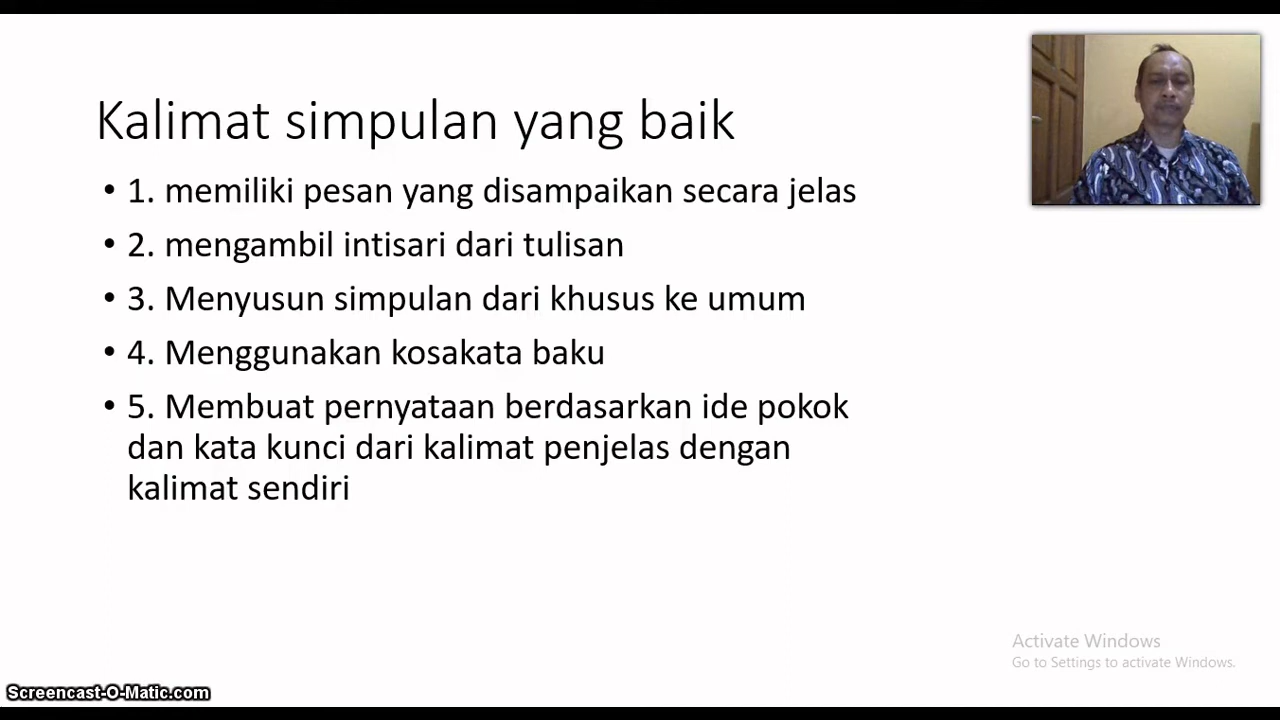 Kalimat simpulan yang baik
• 1. memiliki pesan yang disampaikan secara jelas
• 2. mengambil intisari dari tulisan
• 3. Menyusun simpulan dari khusus ke umum
• 4. Menggunakan kosakata baku
• 5. Membuat pernyataan berdasarkan ide pokok
dan kata kunci dari kalimat penjelas dengan
kalimat sendiri
Activate Windows
Go to Settings to activate Windows.
Screencast-O-Matic.com